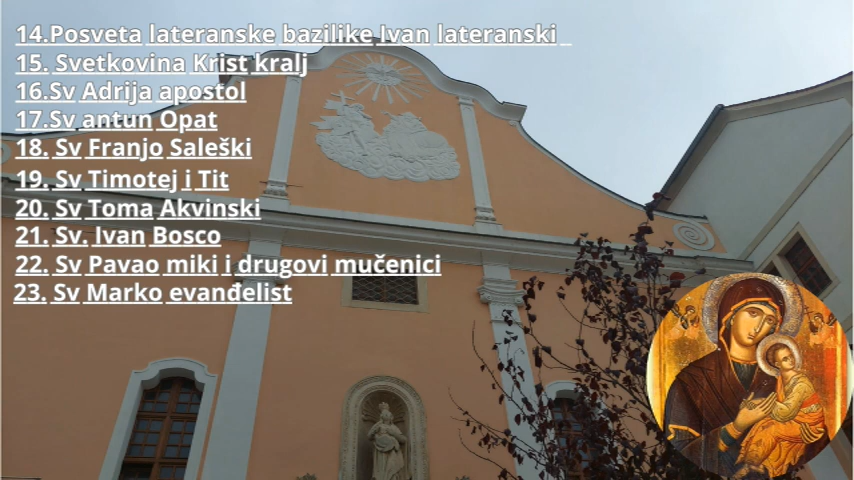 14.Posveta lateranske bazilike Ivan lateranski
15. Svetkovina Krist kralj
16.Sv Adrija apostol
17.Sv antun Opat
18. Sv Franjo Saleški
19. Sv Timotej i Tit
20. Sv Toma Akvinski
21. Sv. Ivan Bosco
22. Sv Pavao miki i drugovi mučenici
23. Sv Marko evanđelist